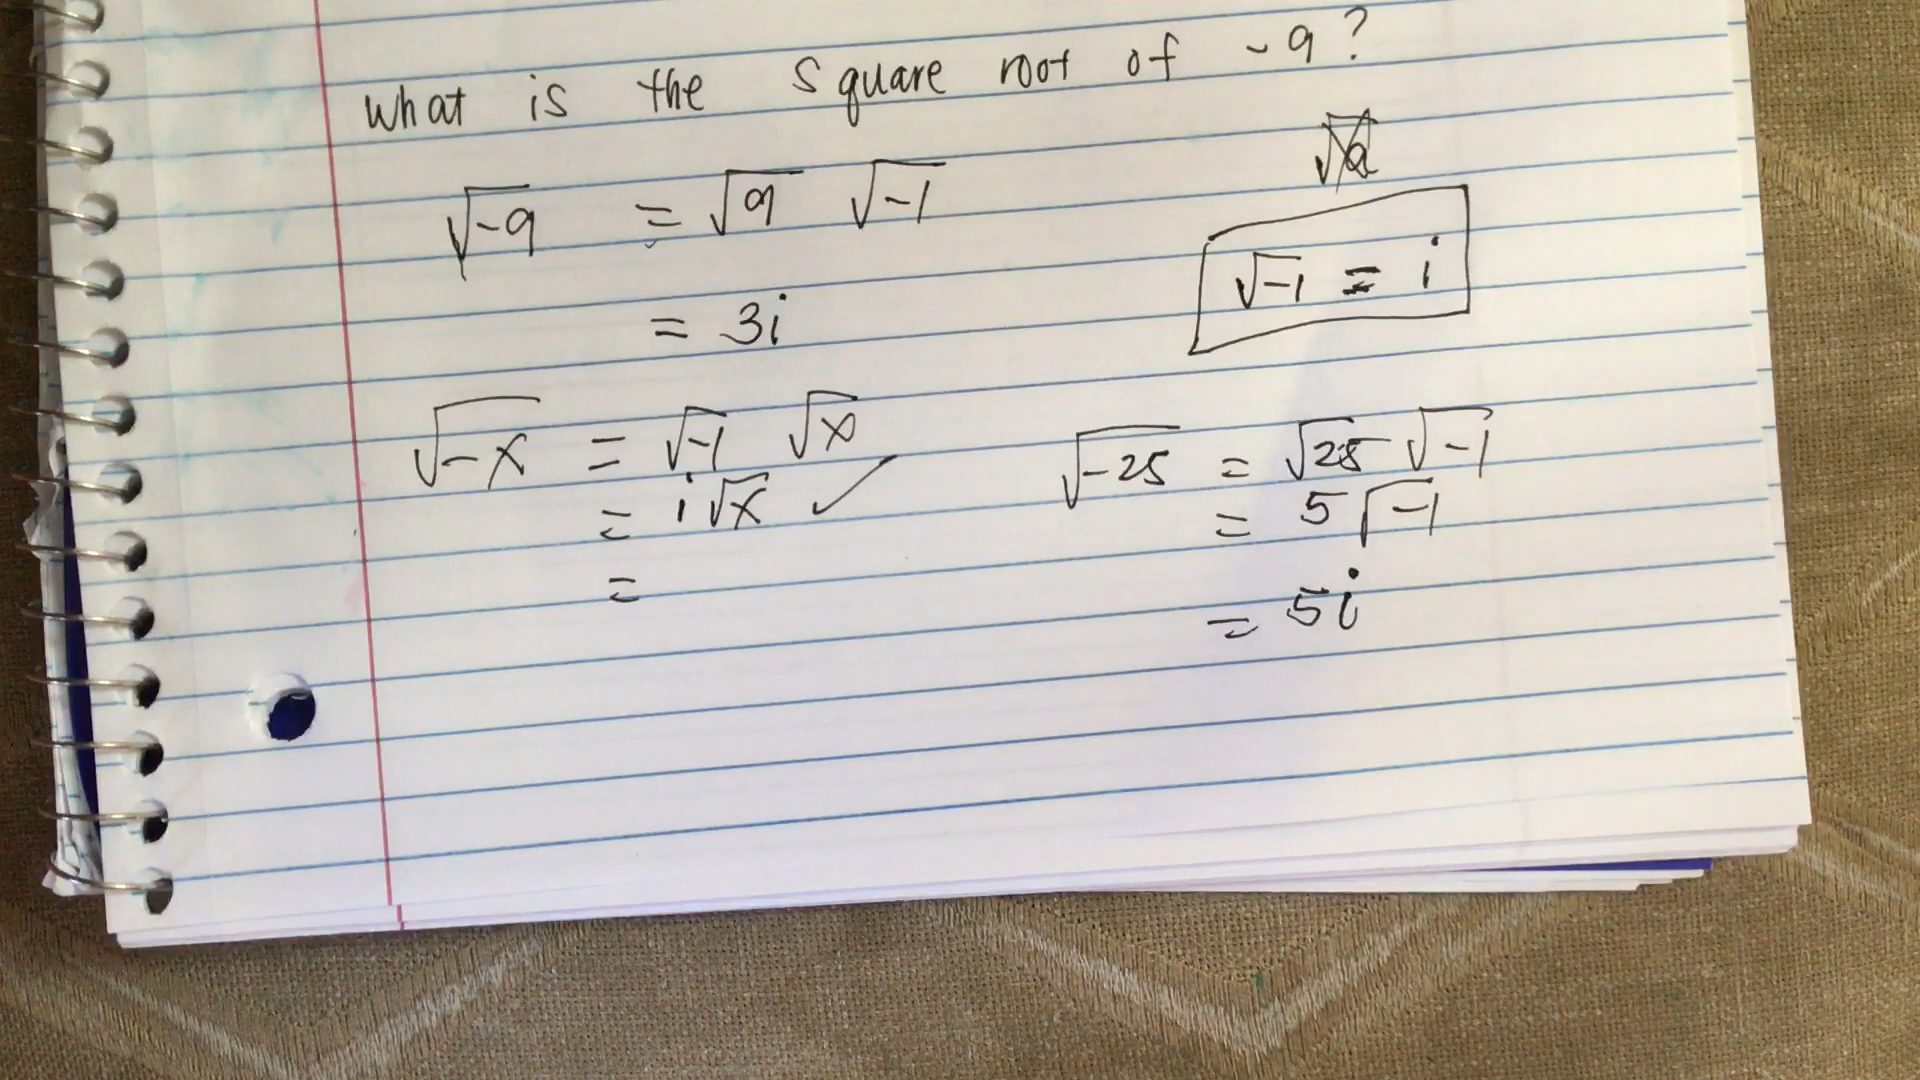 What is the square root of -9?
√-9 = √9 √-1
= 3i
√-1 = i
√-x = √-1 √x
= i√x ✓
=
√-25 = √25 √-1
= 5√-1
= 5i